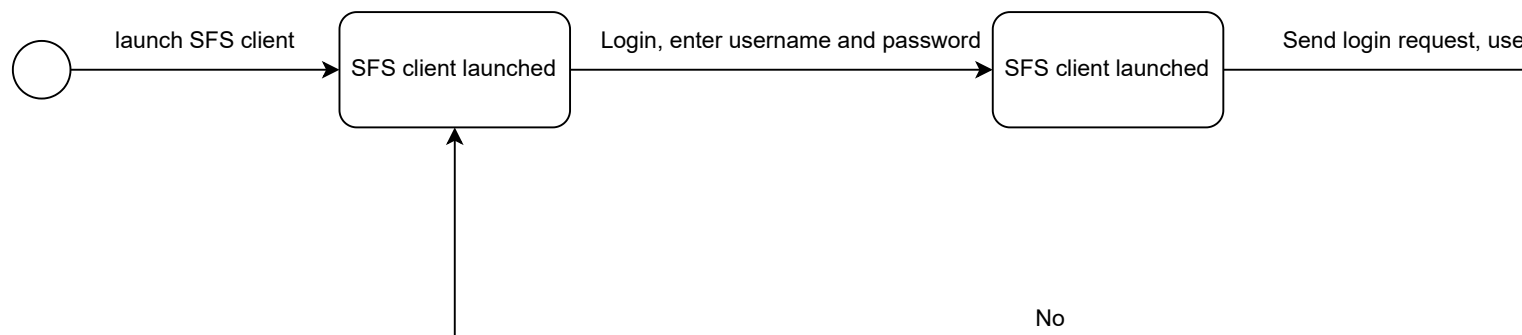 launch SFS client
SFS client launched
Login, enter username and password
SFS client launched
Send login request, use
No